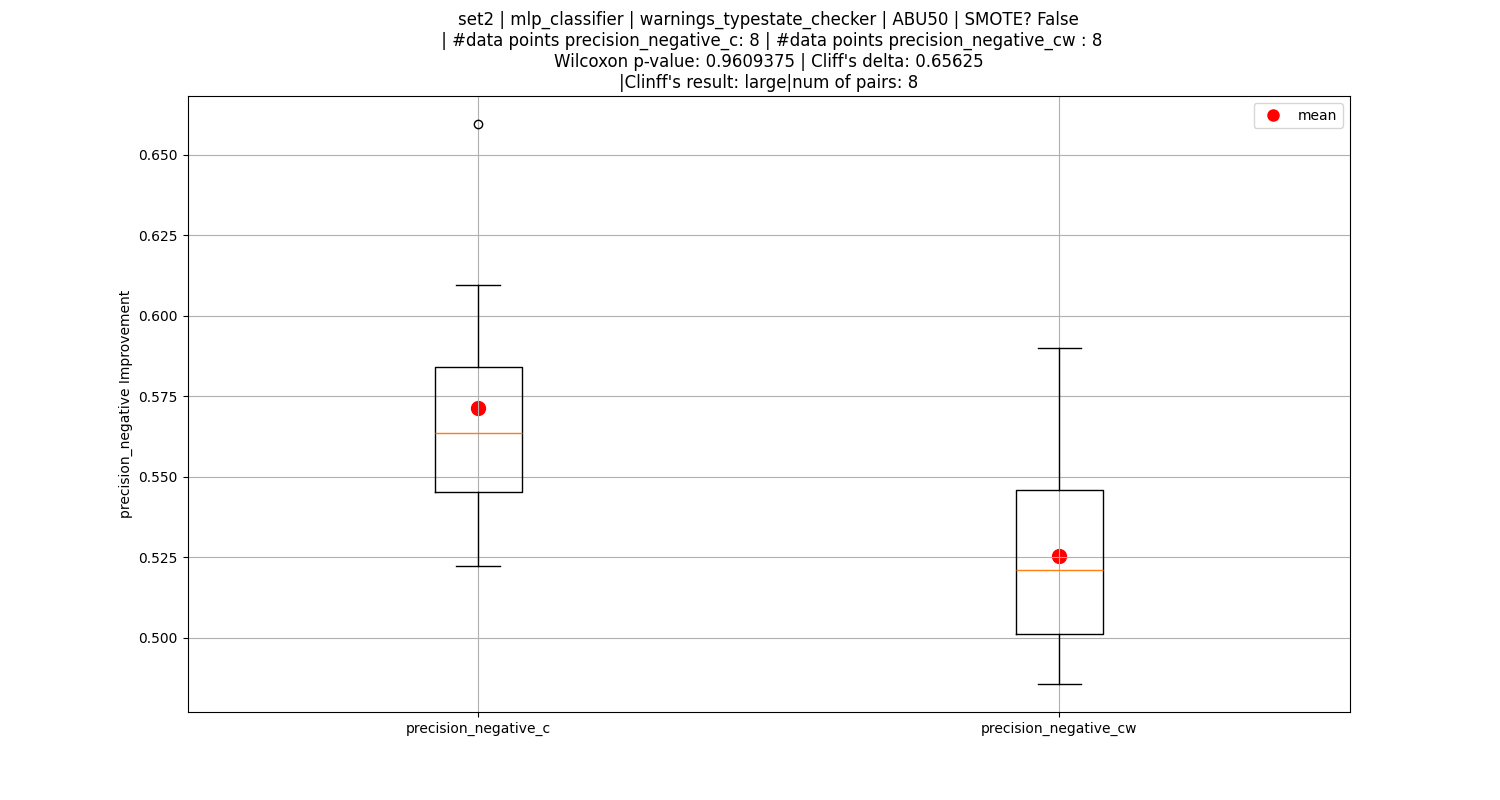 set2 | mlp_classifier | warnings_typestate_checker | ABU50 | SMOTE? False
| #data points precision_negative_c: 8 | #data points precision_negative_cw : 8
Wilcoxon p-value: 0.9609375 | Cliff's delta: 0.65625
|Clinff's result: large|num of pairs: 8
mean
0.650
0.625
0.600
0.575
0.550
0.525
0.500
precision_negative Improvement
precision_negative_c
precision_negative_cw